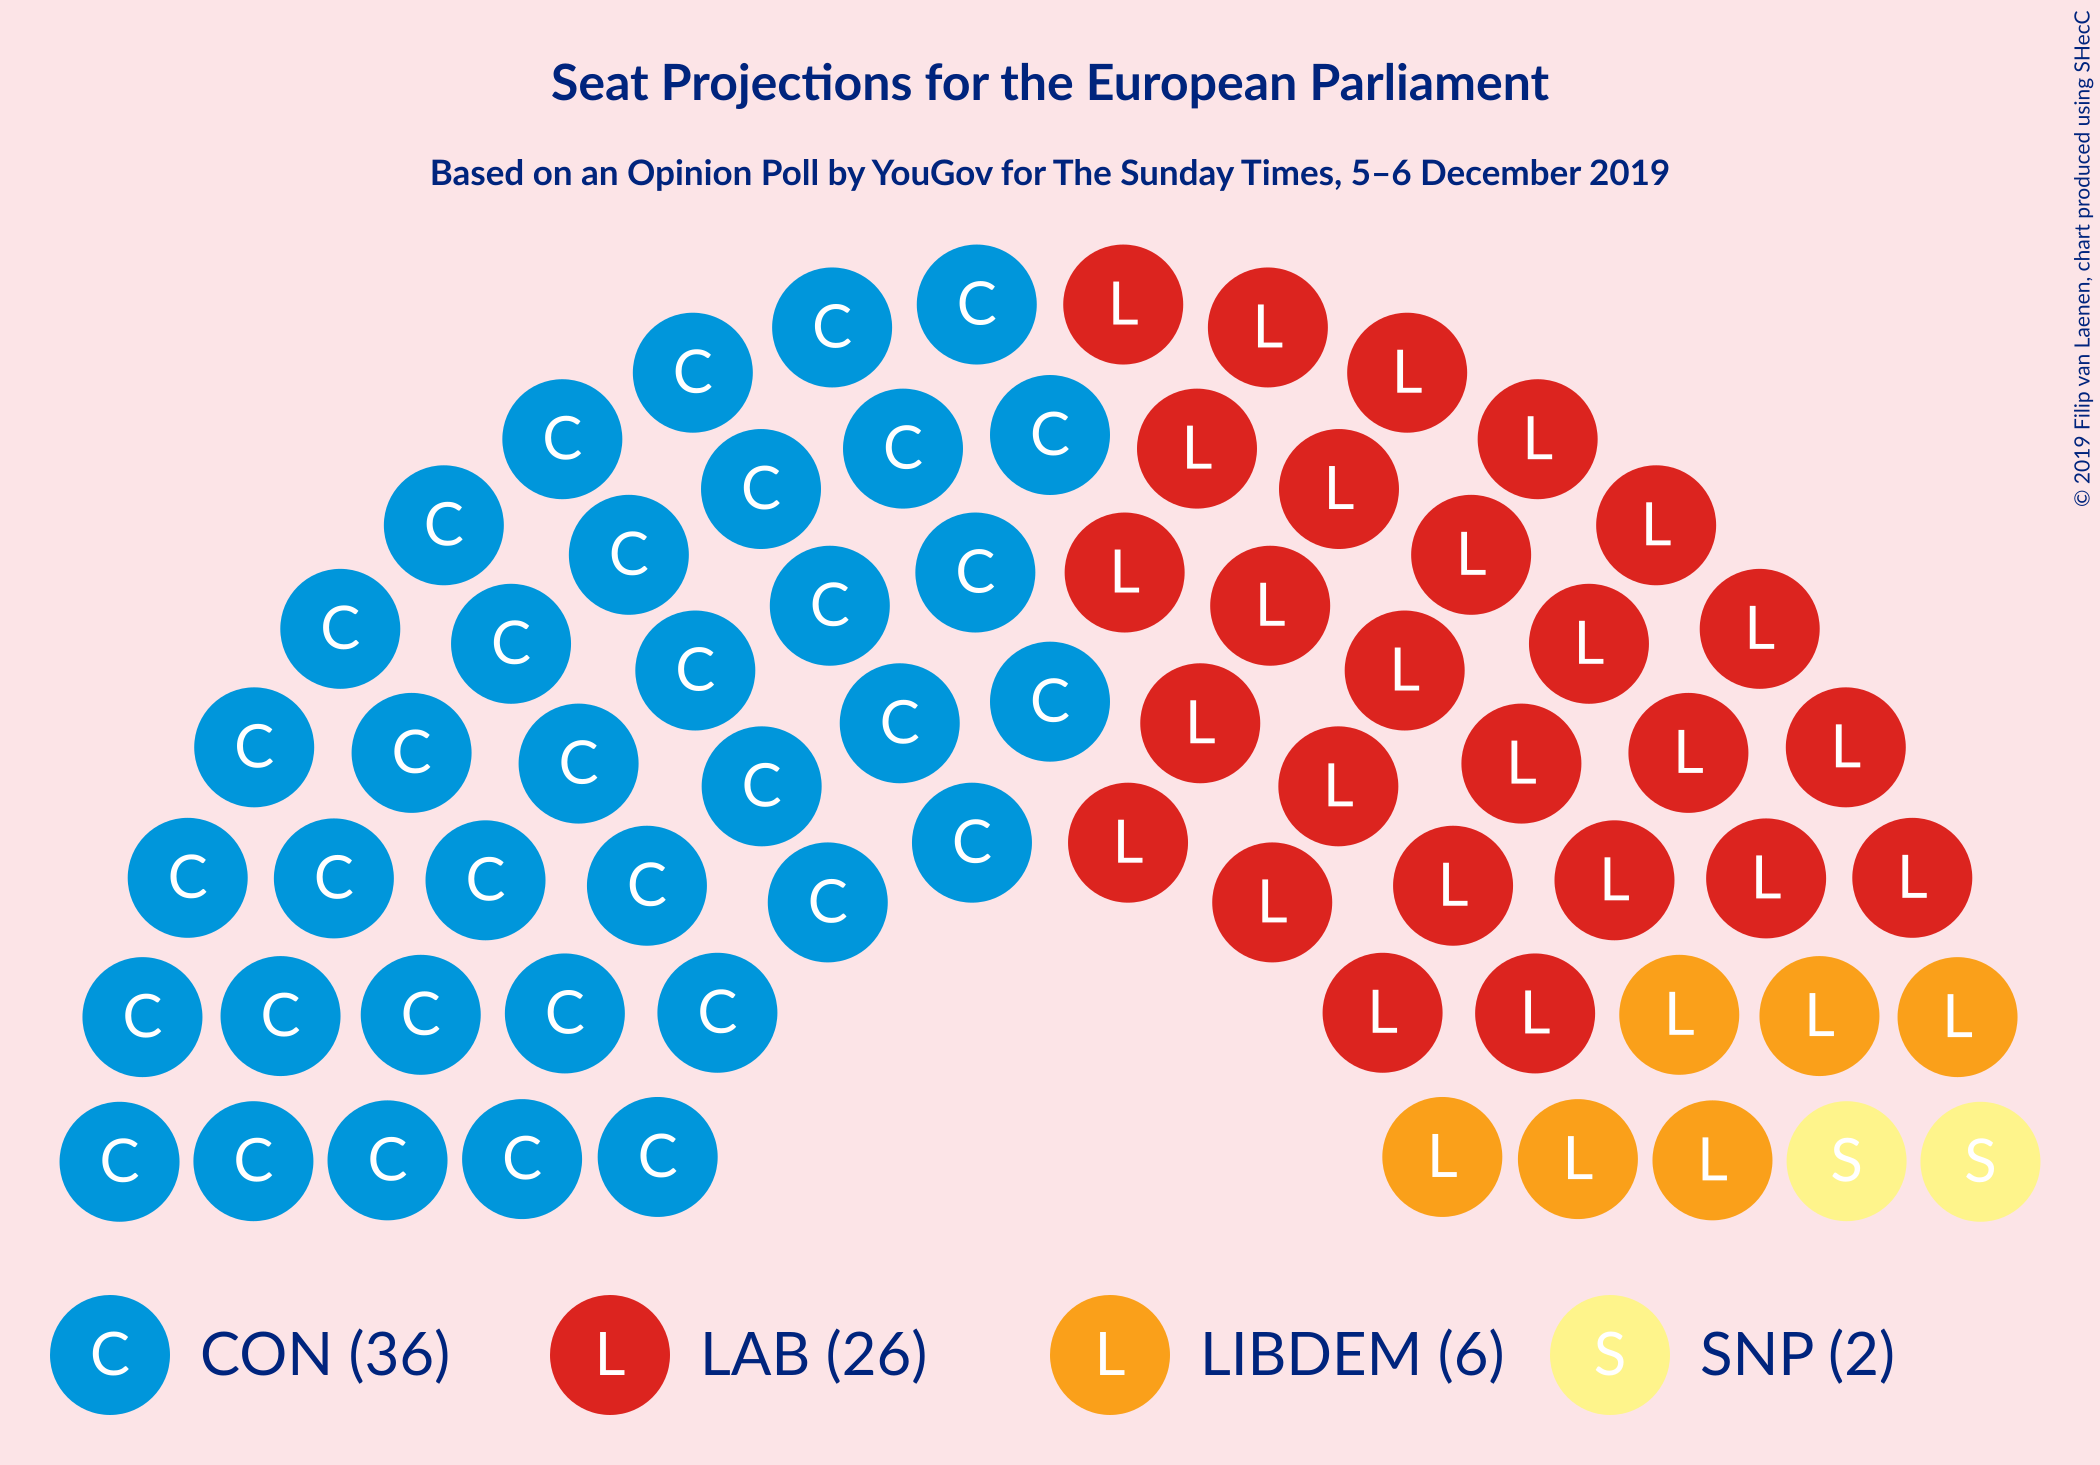 Seat Projections for the European Parliament
Based on an Opinion Poll by YouGov for The Sunday Times, 5–6 December 2019
© 2019 Filip van Laenen, chart produced using SHecC
C L
C L
C L
C
C L
C L
C L
C L
C L
C L
C L
C L
C L
C L
C L
C
C L
C L
C L
C L
C L
C L
C C C C C L L L L L
C C C C C L L L L L
C C C C C L L L S S
C CON (36) L LAB (26) L LIBDEM (6) S SNP (2)